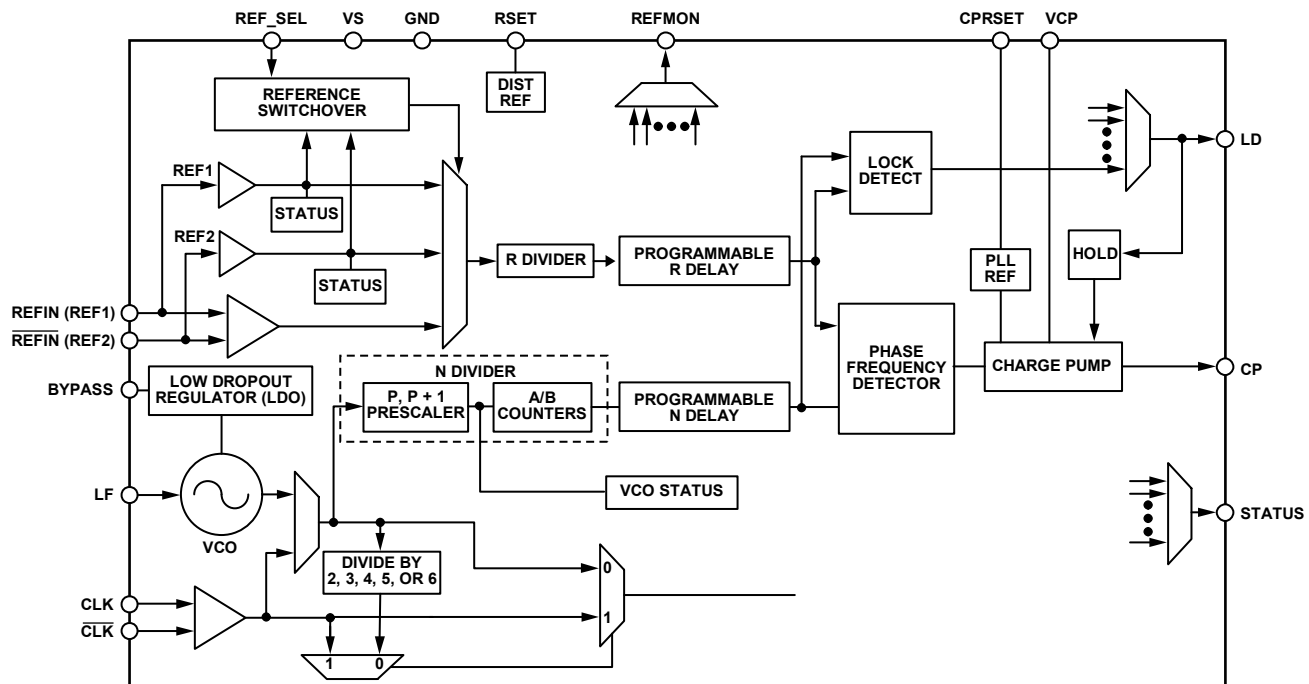 REF_SEL
VS
GND
RSET
REFMON
CPRSET
VCP
REFERENCE
SWITCHOVER
DIST
REF
LD
LOCK
DETECT
REF1
STATUS
REF2
STATUS
R DIVIDER
PROGRAMMABLE
R DELAY
PLL
REF
HOLD
REFIN (REF1)
REFIN (REF2)
PHASE
FREQUENCY
DETECTOR
CHARGE PUMP
CP
BYPASS
LOW DROPOUT
REGULATOR (LDO)
N DIVIDER
P, P + 1
PRESCALER
A/B
COUNTERS
PROGRAMMABLE
N DELAY
VCO STATUS
LF
VCO
STATUS
DIVIDE BY
2, 3, 4, 5, OR 6
0
1
CLK
CLK
1
0